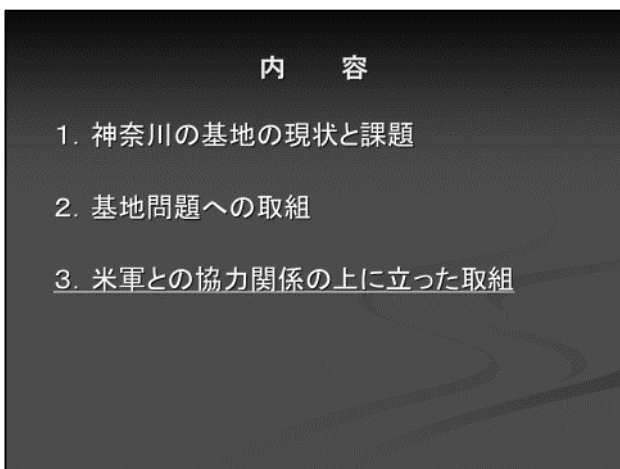 内　　容
１．神奈川の基地の現状と課題
２．基地問題への取組
３．米軍との協力関係の上に立った取組